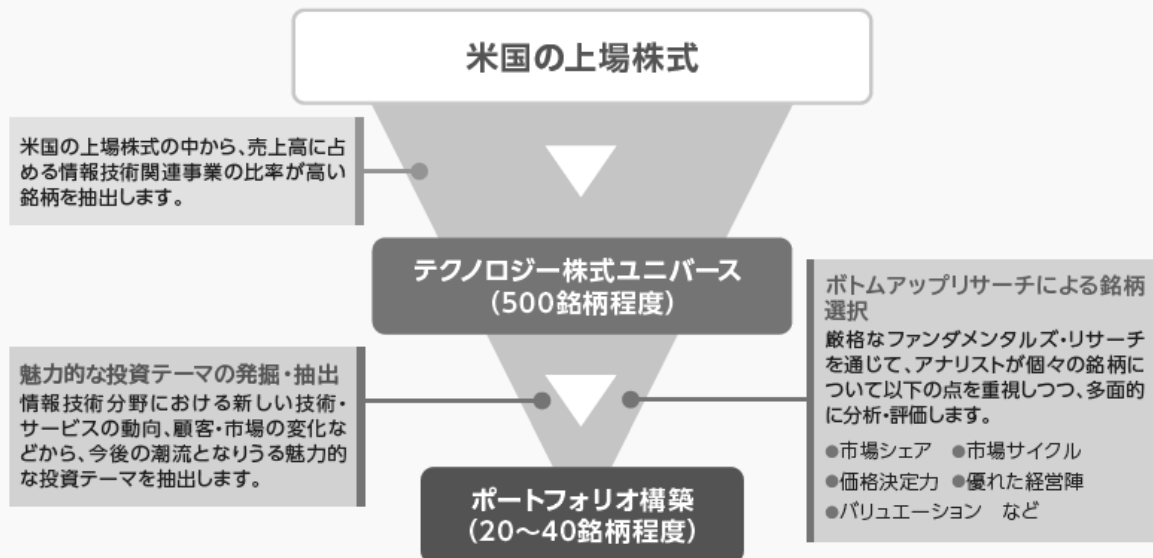 米国の上場株式
米国の上場株式の中から、売上高に占
める情報技術関連事業の比率が高い
銘柄を抽出します。
テクノロジー株式ユニバース
（500銘柄程度）
魅力的な投資テーマの発掘・抽出
情報技術分野における新しい技術・
サービスの動向、顧客・市場の変化な
どから、今後の潮流となりうる魅力的
な投資テーマを抽出します。
ボトムアップリサーチによる銘柄
選択
厳格なファンダメンタルズ・リサーチ
を通じて、アナリストが個々の銘柄に
ついて以下の点を重視しつつ、多面的
に分析・評価します。
●市場シェア　●市場サイクル
●価格決定力　●優れた経営陣
●バリュエーション　など
ポートフォリオ構築
（20～40銘柄程度）